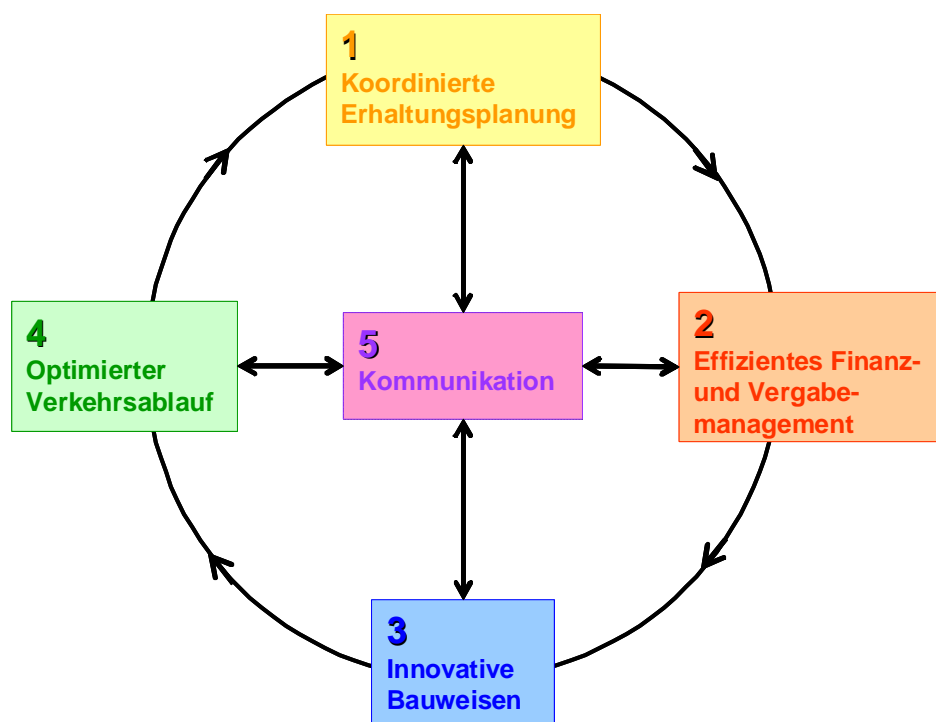 1
Koordinierte
Erhaltungsplanung
2
Effizientes Finanz-
und Vergabe-
management
3
Innovative
Bauweisen
4
Optimierter
Verkehrsablauf
5
Kommunikation